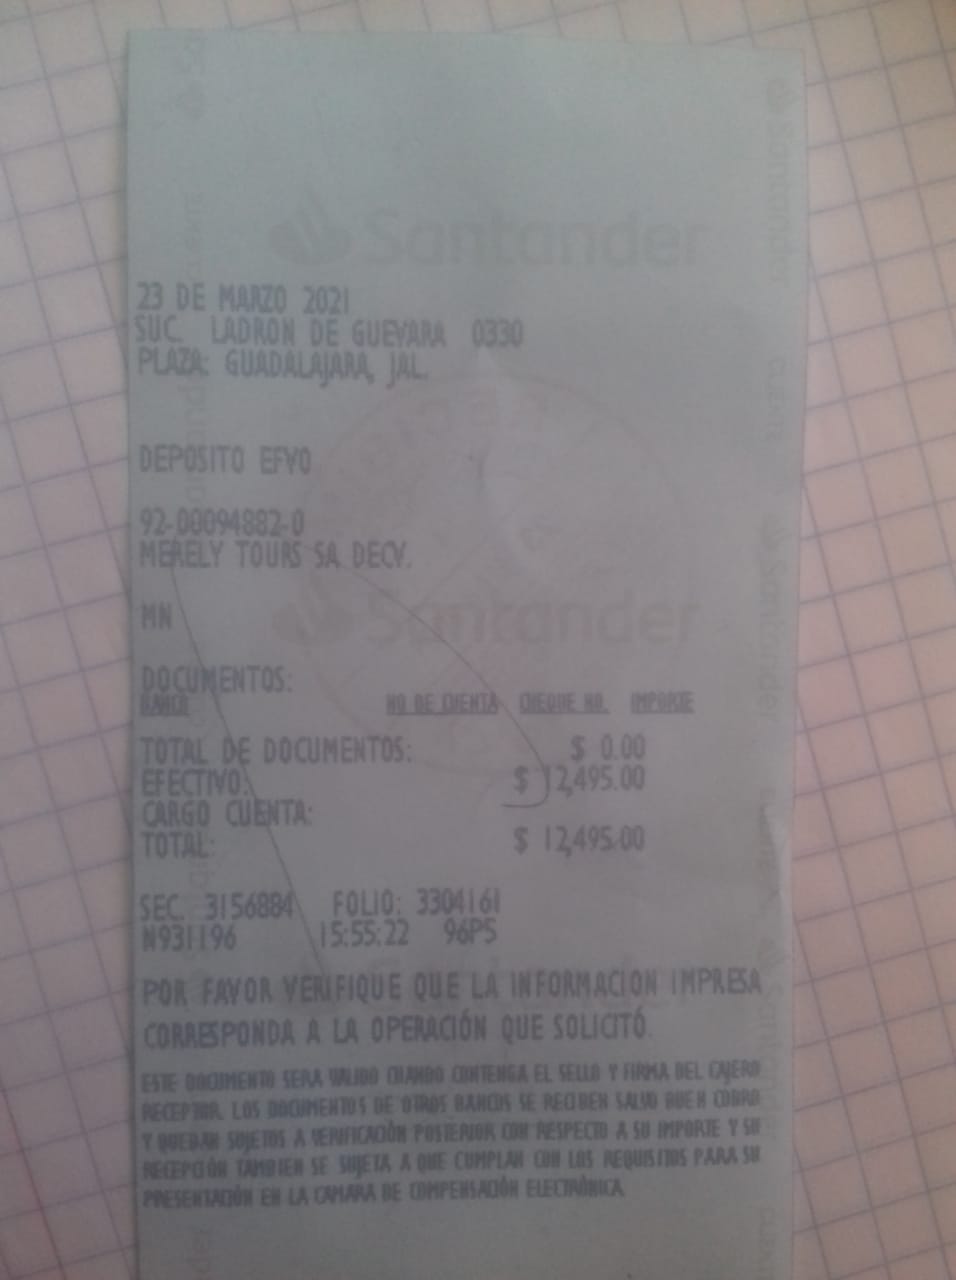 Santander
23 DE MARZO 2021
SUC. LADRON DE GUEVARA 0330
PLAZA: GUADALAJARA, JAL.
DEPOSITO EFVO
92-00094882-0
MERELY TOURS SA DECV.
Santander
MN
DOCUMENTOS:
BANCO NO DE CUENTA CHEQUE NO. IMPORTE
TOTAL DE DOCUMENTOS: $ 0.00
EFECTIVO: $ 12,495.00
CARGO CUENTA:
TOTAL: $ 12,495.00
SEC. 3156884 FOLIO: 3304161
N931196 15:55:22 96PS
POR FAVOR VERIFIQUE QUE LA INFORMACION IMPRESA
CORRESPONDA A LA OPERACIÓN QUE SOLICITÓ.
ESTE DOCUMENTO SERA VALIDO CUANDO CONTENGA EL SELLO Y FIRMA DEL CAJERO
RECEPTOR. LOS DOCUMENTOS DE OTROS BANCOS SE RECIBEN SALVO BUEN COBRO
Y QUEDAN SUJETOS A VERIFICACIÓN POSTERIOR CON RESPECTO A SU IMPORTE Y SU
RECEPCIÓN TAMBIEN SE SUJETA A QUE CUMPLAN CON LOS REQUISITOS PARA SU
PRESENTACIÓN EN LA CAMARA DE COMPENSACIÓN ELECTRÓNICA
Santander
CLIENTE
Santander